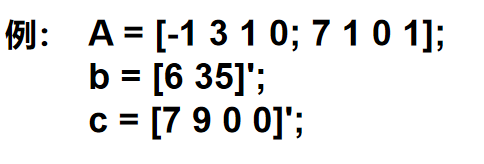 例： A = [-1 3 1 0; 7 1 0 1];
b = [6 35]';
c = [7 9 0 0]';